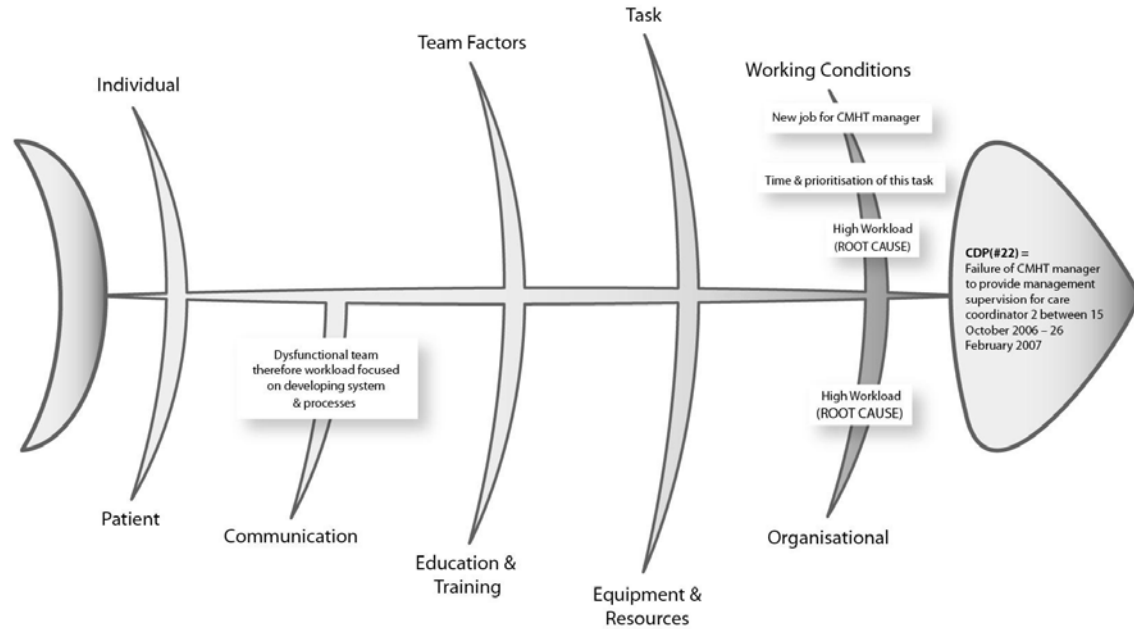 Task
Team Factors
Working Conditions
Individual
New job for CMHT manager
Time & prioritisation of this task
High Workload
(ROOT CAUSE)
CDP(#22) =
Failure of CMHT manager
to provide management
supervision for care
coordinator 2 between 15
October 2006 – 26
February 2007
Dysfunctional team
therefore workload focused
on developing system
& processes
High Workload
(ROOT CAUSE)
Patient
Communication
Organisational
Education &
Training
Equipment &
Resources